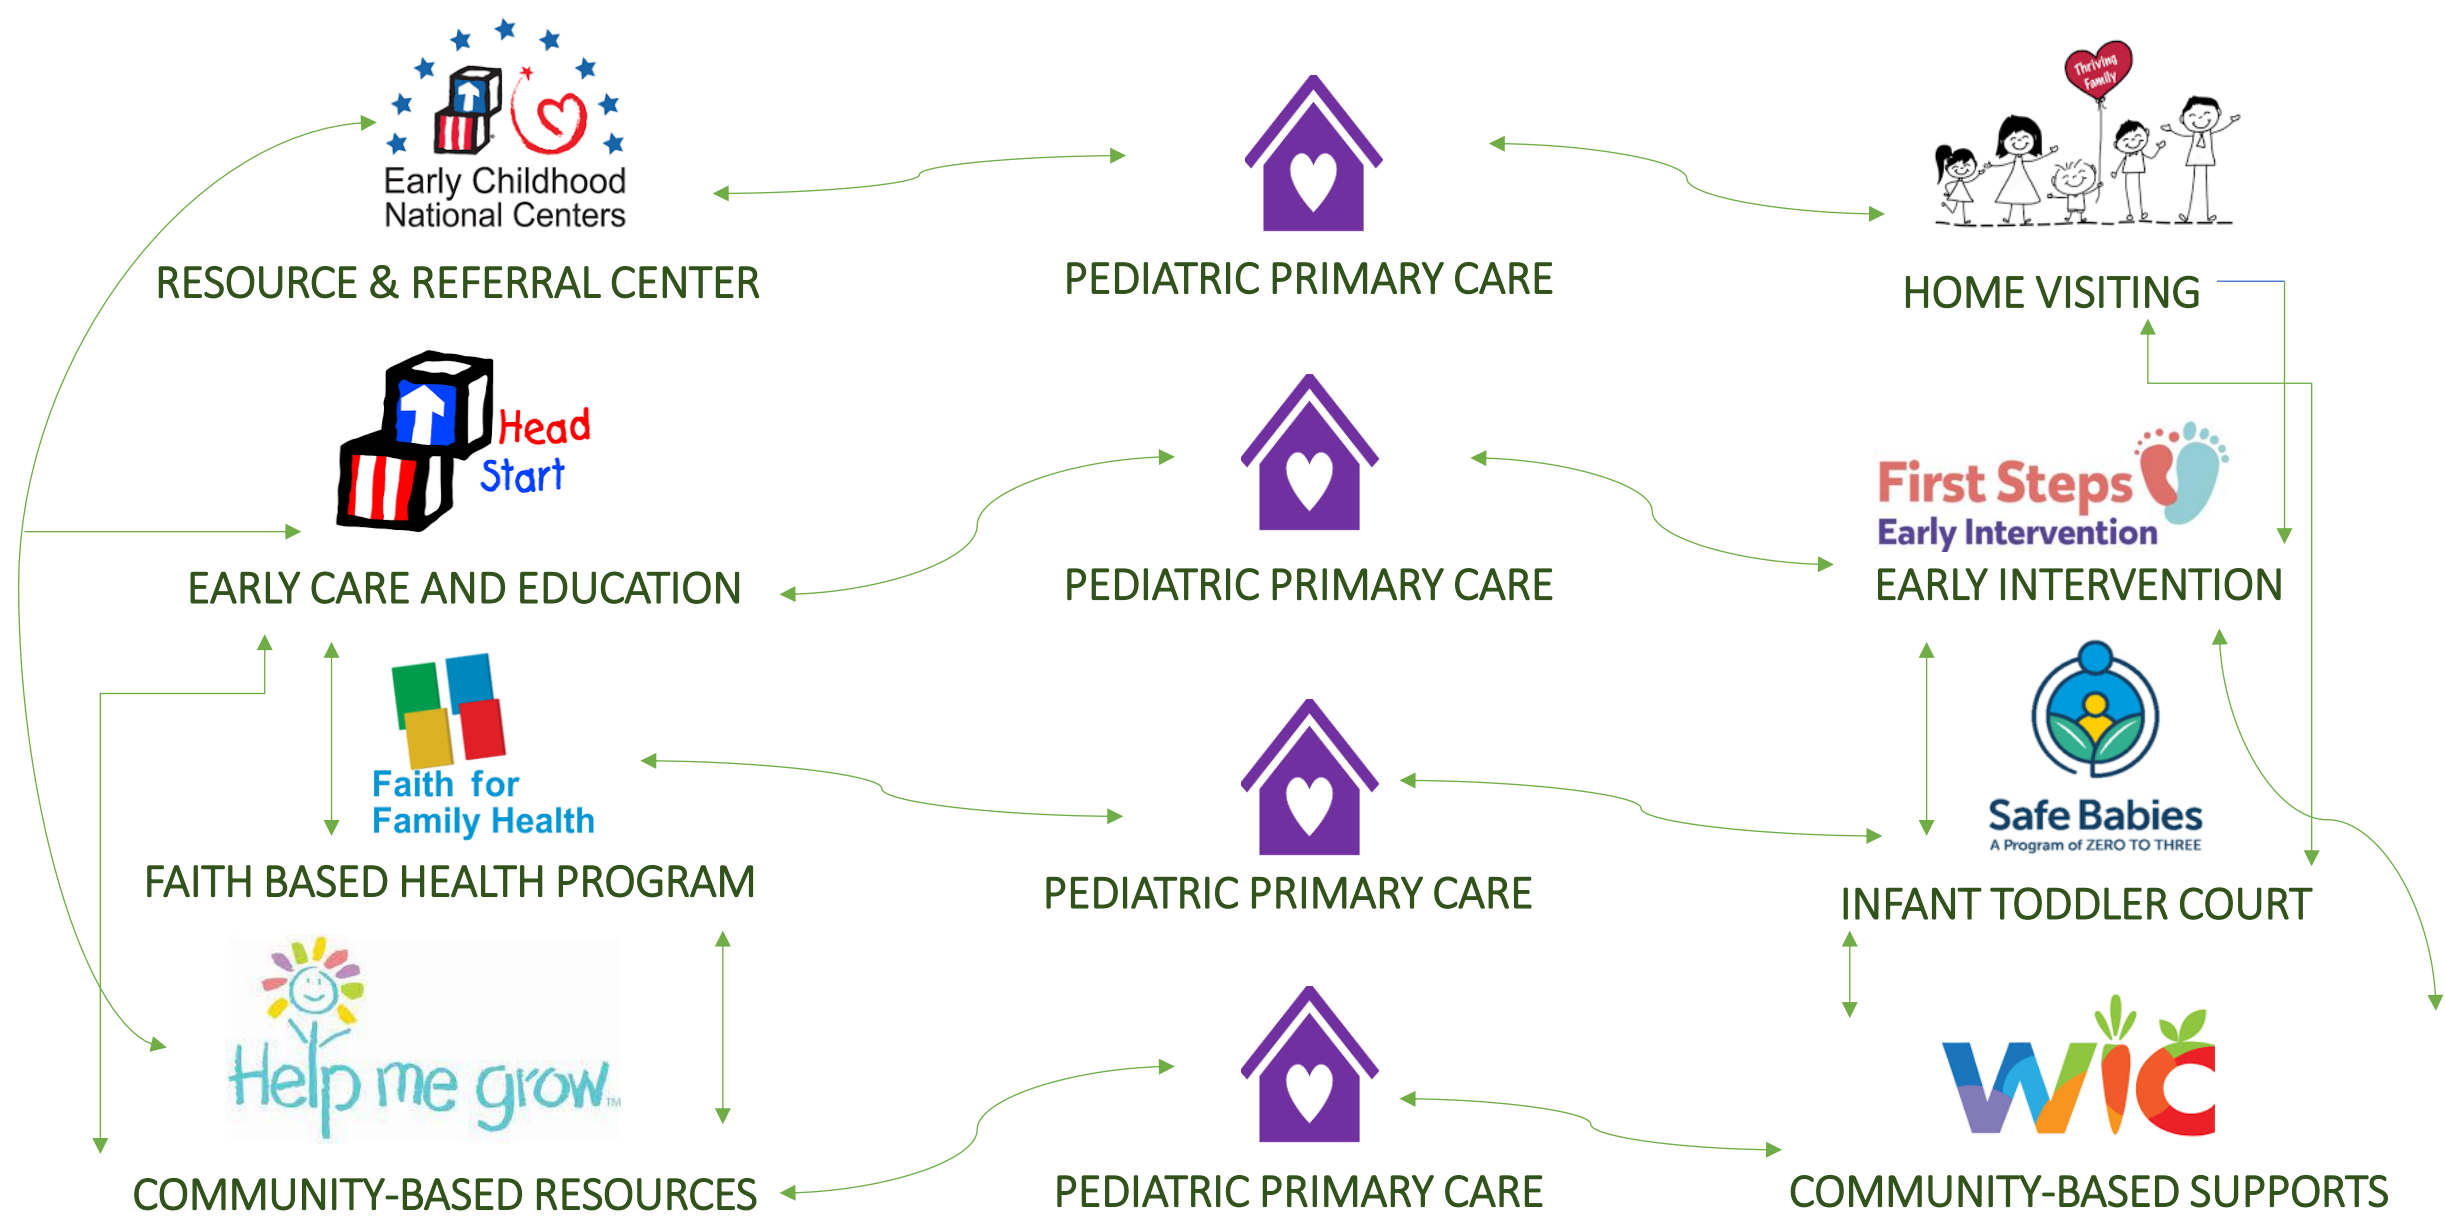 Early Childhood
National Centers
RESOURCE & REFERRAL CENTER
PEDIATRIC PRIMARY CARE
Thriving
Family
HOME VISITING
Head
Start
EARLY CARE AND EDUCATION
PEDIATRIC PRIMARY CARE
First Steps
Early Intervention
EARLY INTERVENTION
Faith for
Family Health
FAITH BASED HEALTH PROGRAM
PEDIATRIC PRIMARY CARE
Safe Babies
A Program of ZERO TO THREE
INFANT TODDLER COURT
Help me grow TM
COMMUNITY-BASED RESOURCES
PEDIATRIC PRIMARY CARE
WIC
COMMUNITY-BASED SUPPORTS